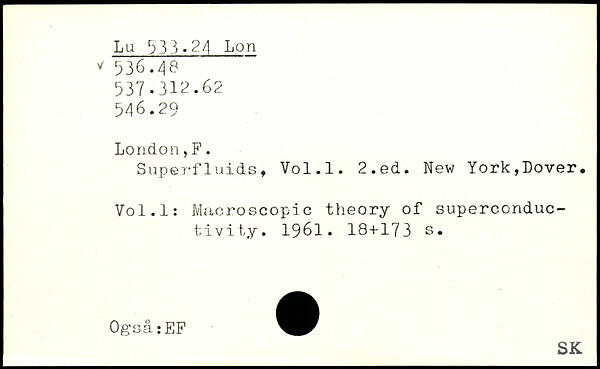 Lu 533.24 Lon
v 536.48
537.312.62
546.29
London,F.
Superfluids, Vol.1. 2.ed. New York,Dover.
Vol.1: Macroscopic theory of superconduc-
tivity. 1961. 18+173 s.
Også:EF
SK